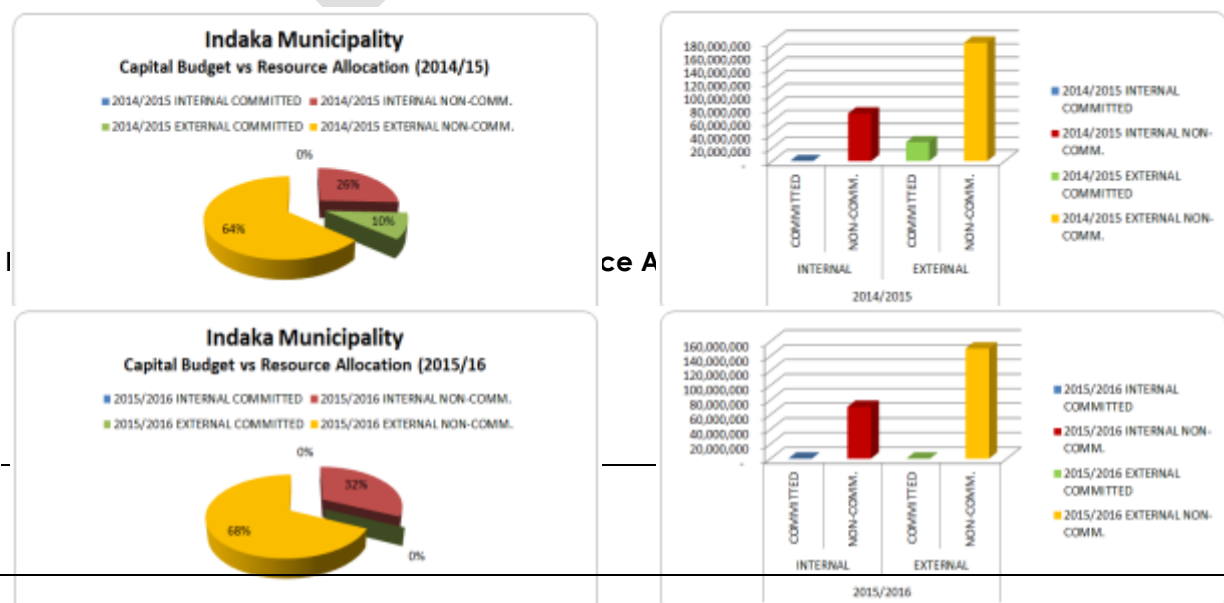 Indaka Municipality
Capital Budget vs Resource Allocation (2014/15)
2014/2015 INTERNAL COMMITTED 2014/2015 INTERNAL NON-COMM.
2014/2015 EXTERNAL COMMITTED 2014/2015 EXTERNAL NON-COMM.
0%
26%
10%
64%
180,000,000
160,000,000
140,000,000
120,000,000
100,000,000
80,000,000
60,000,000
40,000,000
20,000,000
-
COMMITTED
NON-COMM.
COMMITTED
NON-COMM.
INTERNAL EXTERNAL
2014/2015
2014/2015 INTERNAL
COMMITTED
2014/2015 INTERNAL NON-
COMM.
2014/2015 EXTERNAL
COMMITTED
2014/2015 EXTERNAL NON-
COMM.
ce A
Indaka Municipality
Capital Budget vs Resource Allocation (2015/16
2015/2016 INTERNAL COMMITTED 2015/2016 INTERNAL NON-COMM.
2015/2016 EXTERNAL COMMITTED 2015/2016 EXTERNAL NON-COMM.
0%
32%
68%
0%
160,000,000
140,000,000
120,000,000
100,000,000
80,000,000
60,000,000
40,000,000
20,000,000
-
COMMITTED
NON-COMM.
COMMITTED
NON-COMM.
INTERNAL EXTERNAL
2015/2016
2015/2016 INTERNAL
COMMITTED
2015/2016 INTERNAL NON-
COMM.
2015/2016 EXTERNAL
COMMITTED
2015/2016 EXTERNAL NON-
COMM.